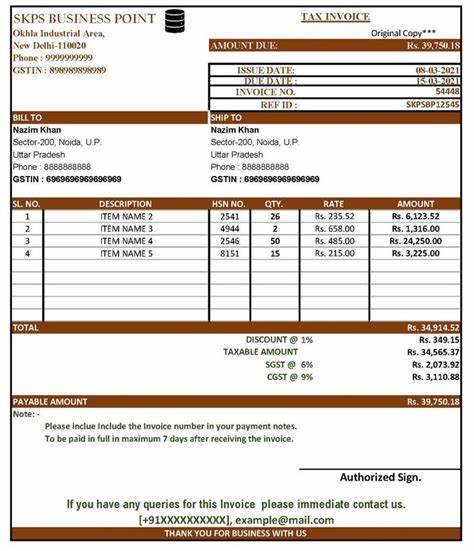 SKPS BUSINESS POINT
Okhla Industrial Area,
New Delhi-110020
Phone : 9999999999
GSTIN : 898989898989
TAX INVOICE
Original Copy***
AMOUNT DUE: Rs. 39,750.18
ISSUE DATE: 08-03-2021
DUE DATE : 15-03-2021
INVOICE NO. 54448
REF ID : SKPSBP12545
BILL TO SHIP TO
Nazim Khan Nazim Khan
Sector-200, Noida, U.P. Sector-200, Noida, U.P.
Uttar Pradesh Uttar Pradesh
Phone : 8888888888 Phone : 8888888888
GSTIN : 6969696969696969 GSTIN : 6969696969696969
SL. NO. DESCRIPTION HSN NO. QTY. RATE AMOUNT
1 ITEM NAME 2 2541 26 Rs. 235.52 Rs. 6,123.52
2 ITEM NAME 3 4944 2 Rs. 658.00 Rs. 1,316.00
3 ITEM NAME 4 2546 50 Rs. 485.00 Rs. 24,250.00
4 ITEM NAME 5 8151 15 Rs. 215.00 Rs. 3,225.00
TOTAL Rs. 34,914.52
DISCOUNT @ 1% Rs. 349.15
TAXABLE AMOUNT Rs. 34,565.37
SGST @ 6% Rs. 2,073.92
CGST @ 9% Rs. 3,110.88
PAYABLE AMOUNT Rs. 39,750.18
Note: -
Please inclue Include the Invoice number in your payment notes.
To be paid in full in maximum 7 days after receiving the invoice.
Authorized Sign.
If you have any queries for this Invoice please immediate contact us.
[+91XXXXXXXXXX], example@mail.com
THANK YOU FOR BUSINESS WITH US